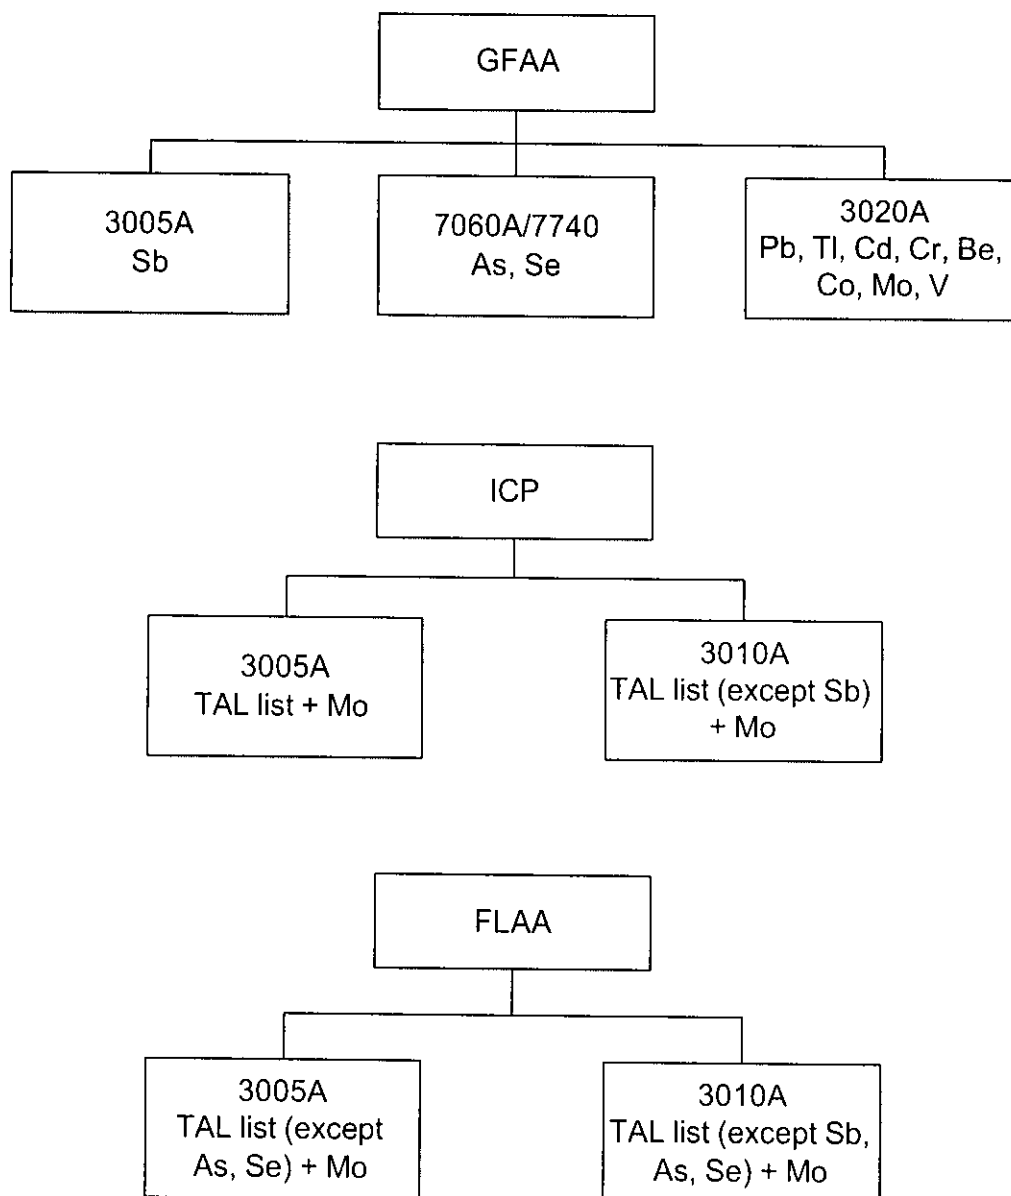 GFAA
3005A
Sb
7060A/7740
As, Se
3020A
Pb, Tl, Cd, Cr, Be,
Co, Mo, V
ICP
3005A
TAL list + Mo
3010A
TAL list (except Sb)
+ Mo
FLAA
3005A
TAL list (except
As, Se) + Mo
3010A
TAL list (except Sb,
As, Se) + Mo